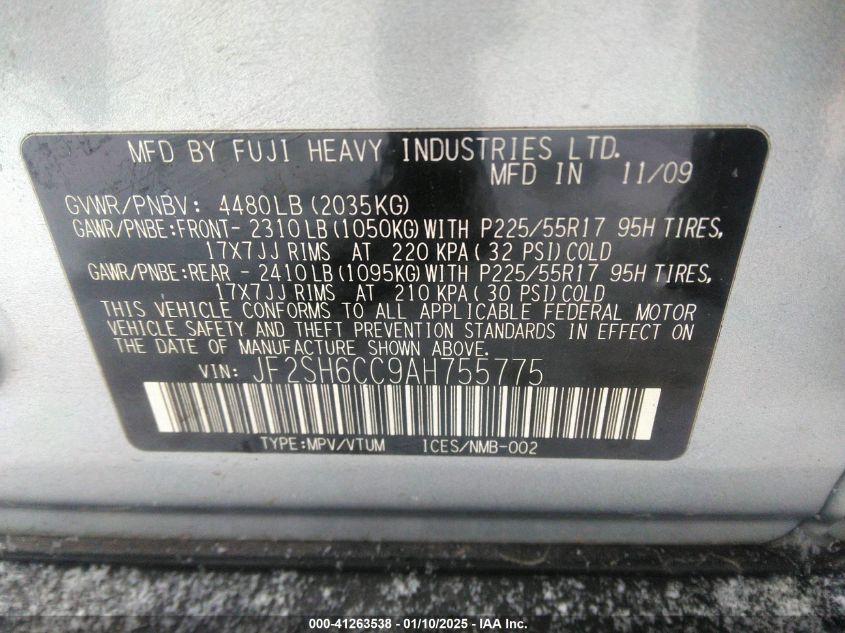 MFD BY FUJI HEAVY INDUSTRIES LTD.
MFD IN 11/09
GVWR/PNBV: 4480LB(2035KG)
GAWR/PNBE:FRONT- 2310LB(1050KG)WITH P225/55R17 95H TIRES,
17X7JJ RIMS AT 220 KPA( 32 PSI)COLD
GAWR/PNBE:REAR - 2410LB(1095KG)WITH P225/55R17 95H TIRES,
17X7JJ RIMS AT 210 KPA( 30 PSI)COLD
THIS VEHICLE CONFORMS TO ALL APPLICABLE FEDERAL MOTOR
VEHICLE SAFETY AND THEFT PREVENTION STANDARDS IN EFFECT ON
THE DATE OF MANUFACTURE SHOWN ABOVE.
VIN: JF2SH6CC9AH755775
TYPE:MPV/VTUM ICES/NMB-002
000-41263538 - 01/10/2025 - IAA Inc.